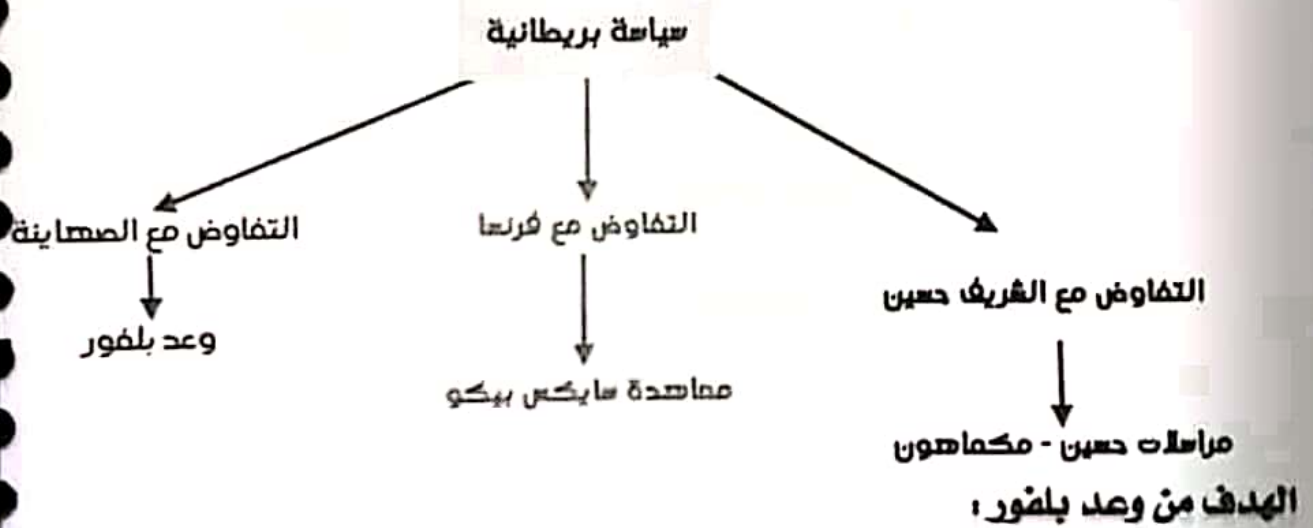 سياسة بريطانية
التفاوض مع الشريف حسين
مراسلات حسين - مكماهون
التفاوض مع فرنسا
معاهدة سايكس بيكو
التفاوض مع الصهاينة
وعد بلفور
الهدف من وعد بلفور :